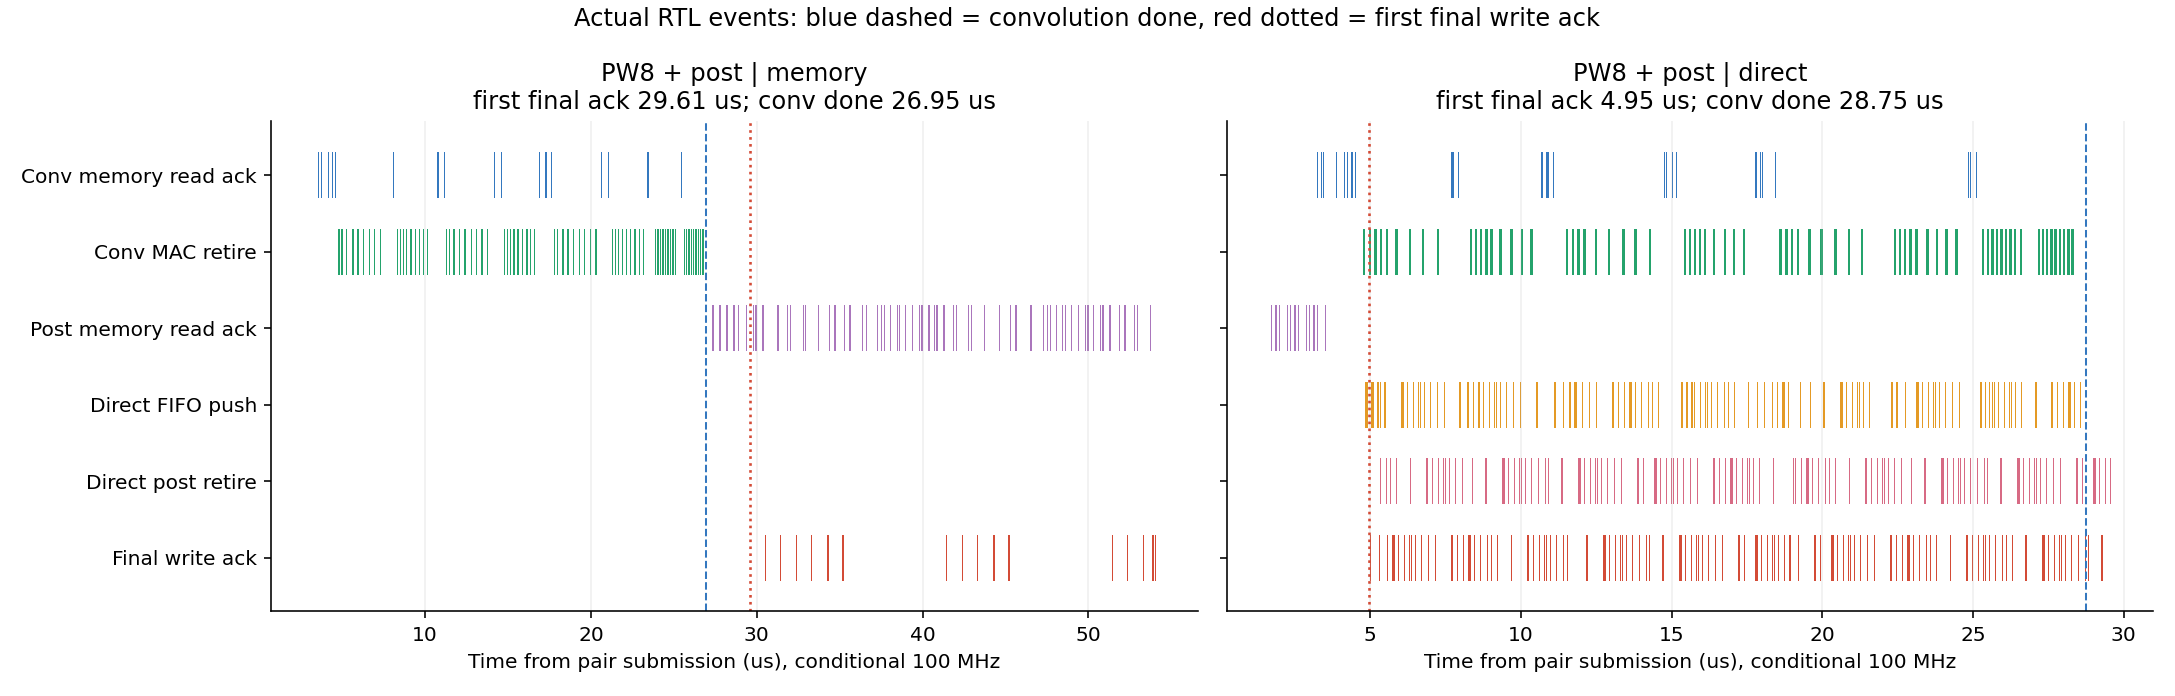 Actual RTL events: blue dashed = convolution done, red dotted = first final write ack
PW8 + post | memory
first final ack 29.61 us; conv done 26.95 us
PW8 + post | direct
first final ack 4.95 us; conv done 28.75 us
Conv memory read ack
Conv MAC retire
Post memory read ack
Direct FIFO push
Direct post retire
Final write ack
10 20 30 40 50
5 10 15 20 25 30
Time from pair submission (us), conditional 100 MHz
Time from pair submission (us), conditional 100 MHz